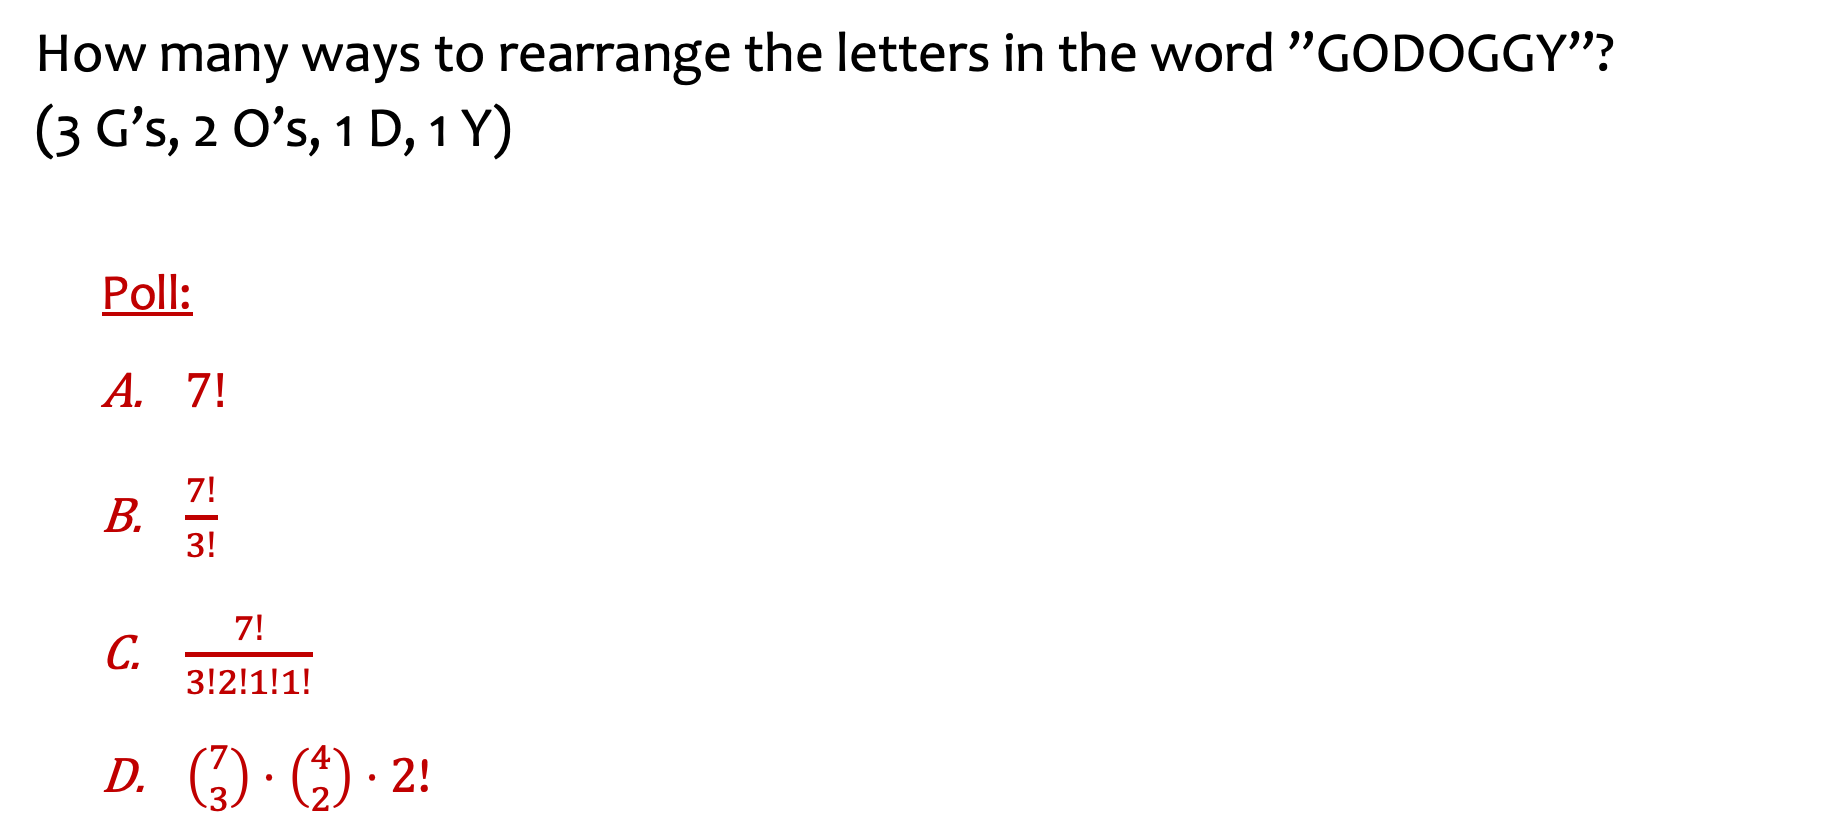 How many ways to rearrange the letters in the word ”GODOGGY”?
(3 G’s, 2 O’s, 1 D, 1 Y)
Poll:
A. 7!
B. 7!/3!
C. 7!/3!2!1!1!
D. (7 3) · (4 2) · 2!